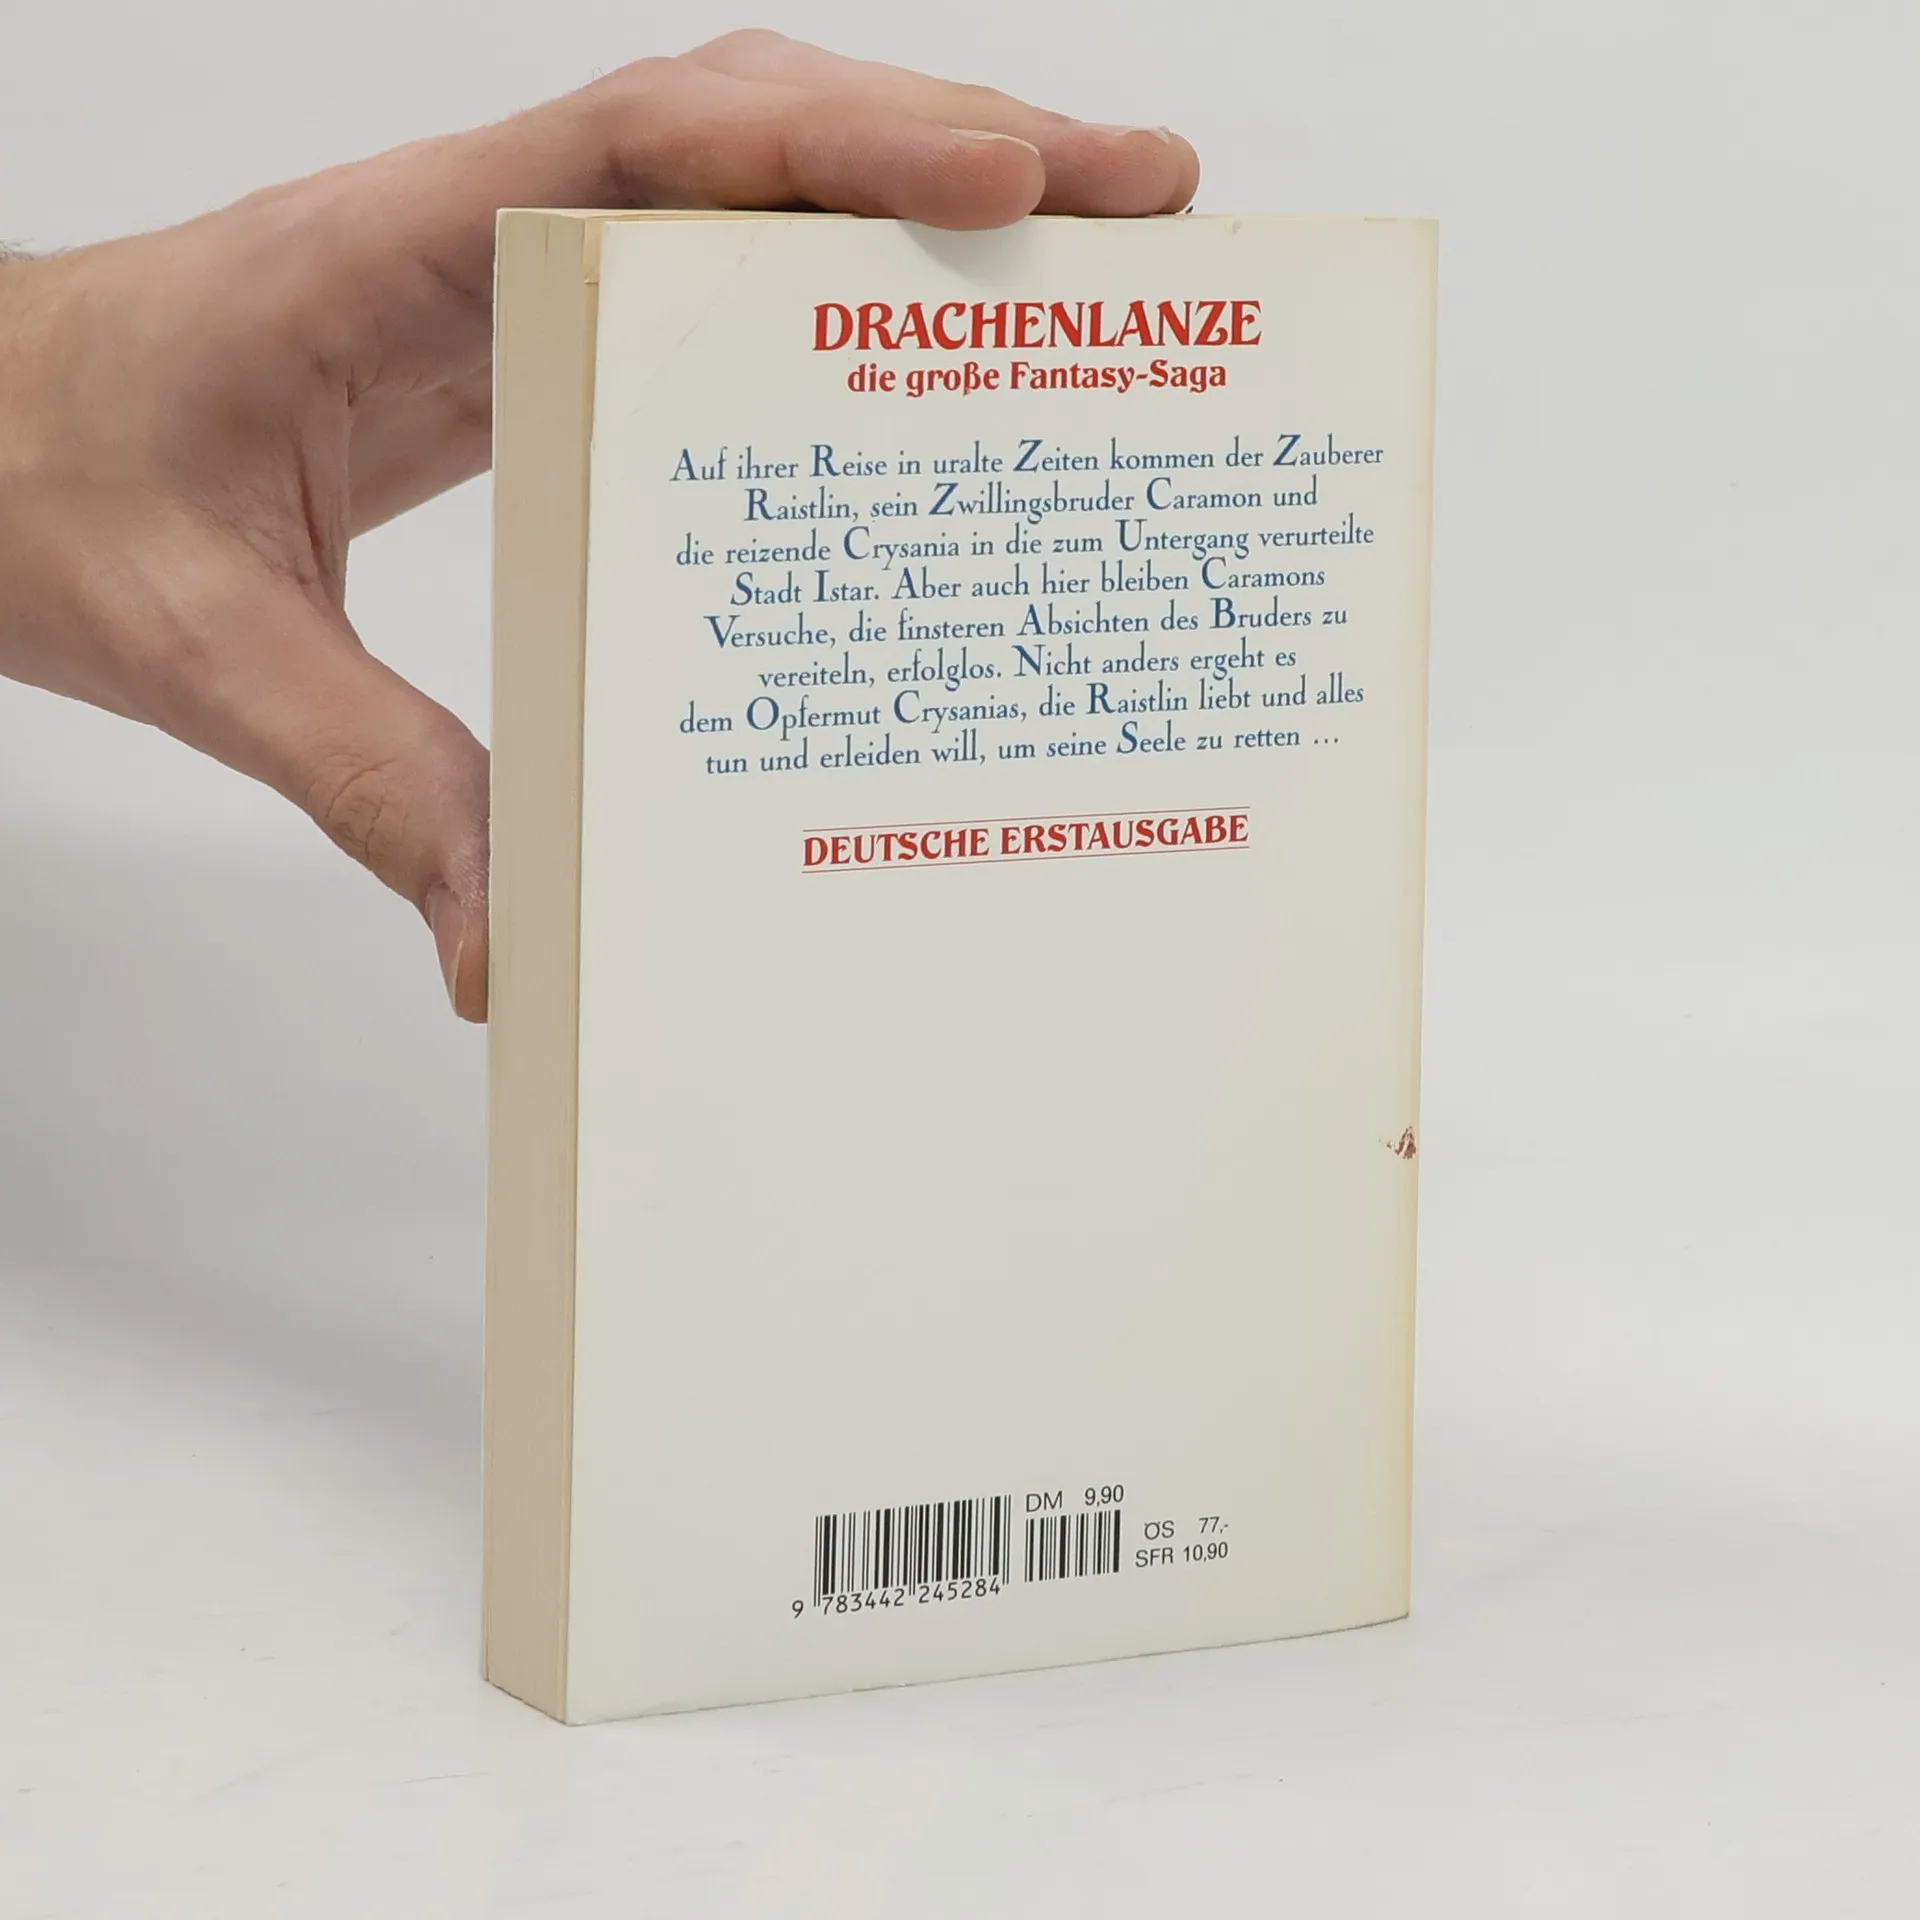 DRACHENLANZE
die große Fantasy-Saga
Auf ihrer Reise in uralte Zeiten kommen der Zauberer
Raistlin, sein Zwillingsbruder Caramon und
die reizende Crysania in die zum Untergang verurteilte
Stadt Istar. Aber auch hier bleiben Caramons
Versuche, die finsteren Absichten des Bruders zu
vereiteln, erfolglos. Nicht anders ergeht es
dem Opfermut Crysanias, die Raistlin liebt und alles
tun und erleiden will, um seine Seele zu retten ...
DEUTSCHE ERSTAUSGABE
DM 9,90
ÖS 77,-
SFR 10,90
9 783442 245284